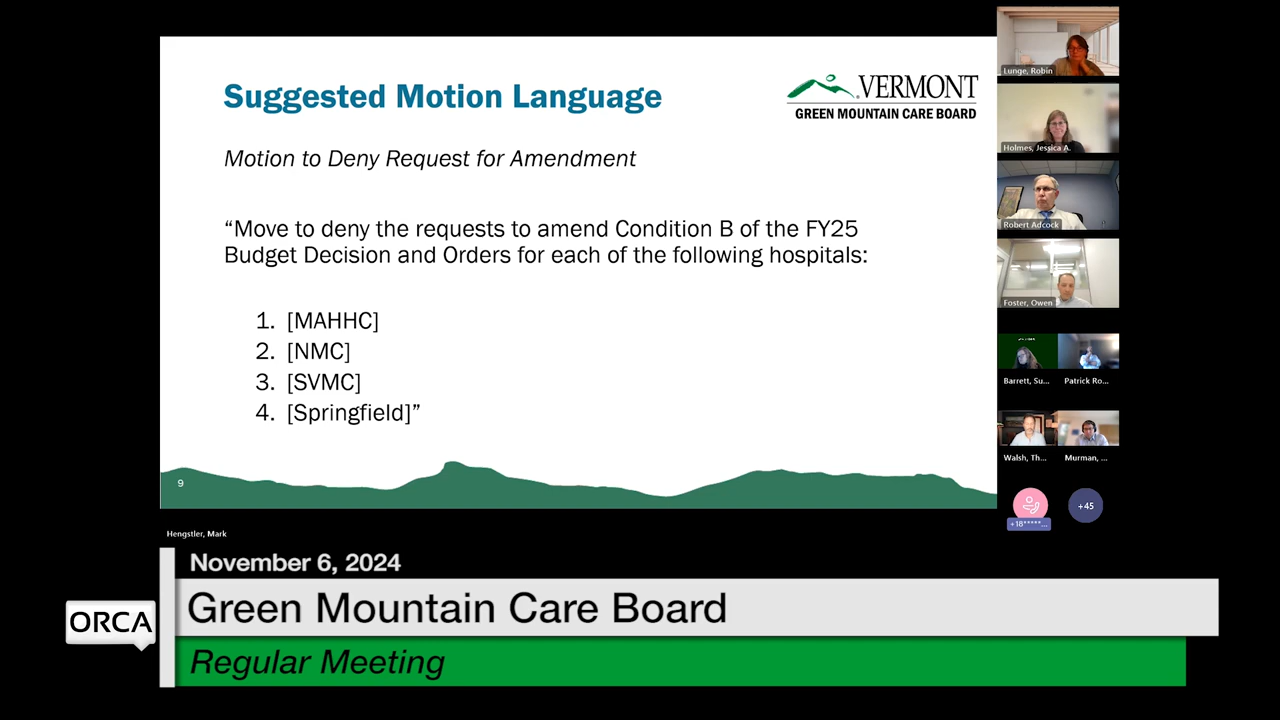 Suggested Motion Language
VERMONT
GREEN MOUNTAIN CARE BOARD
Motion to Deny Request for Amendment
“Move to deny the requests to amend Condition B of the FY25
Budget Decision and Orders for each of the following hospitals:
1. [MAHHC]
2. [NMC]
3. [SVMC]
4. [Springfield]”
9
Lunge, Robin
Holmes, Jessica A.
Robert Adcock
Foster, Owen
Barrett, Su...
Patrick Ro...
Walsh, Th...
Murman, ...
+18*****...
+45
Hengstler, Mark
November 6, 2024
Green Mountain Care Board
ORCA
Regular Meeting